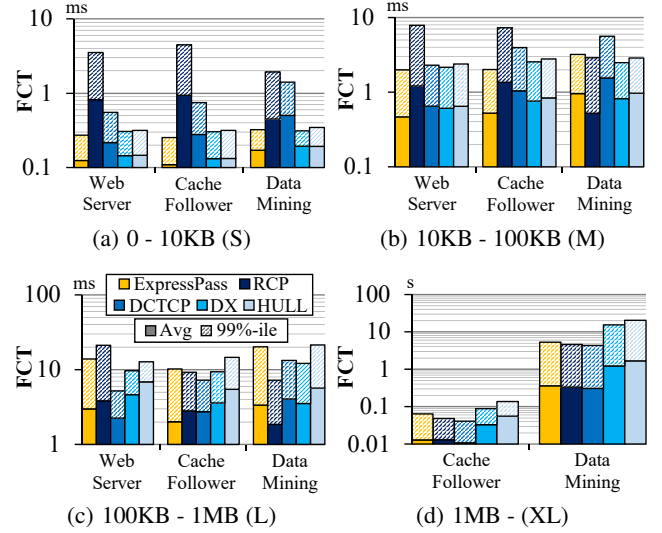 ms
10
1
0.1
FCT
Web Server
Cache Follower
Data Mining
(a) 0 - 10KB (S)
ms
10
1
0.1
FCT
Web Server
Cache Follower
Data Mining
(b) 10KB - 100KB (M)
ms
100
10
1
FCT
ExpressPass RCP
DCTCP DX HULL
Avg 99%-ile
Web Server
Cache Follower
Data Mining
(c) 100KB - 1MB (L)
s
100
10
1
0.1
0.01
FCT
Cache Follower
Data Mining
(d) 1MB - (XL)